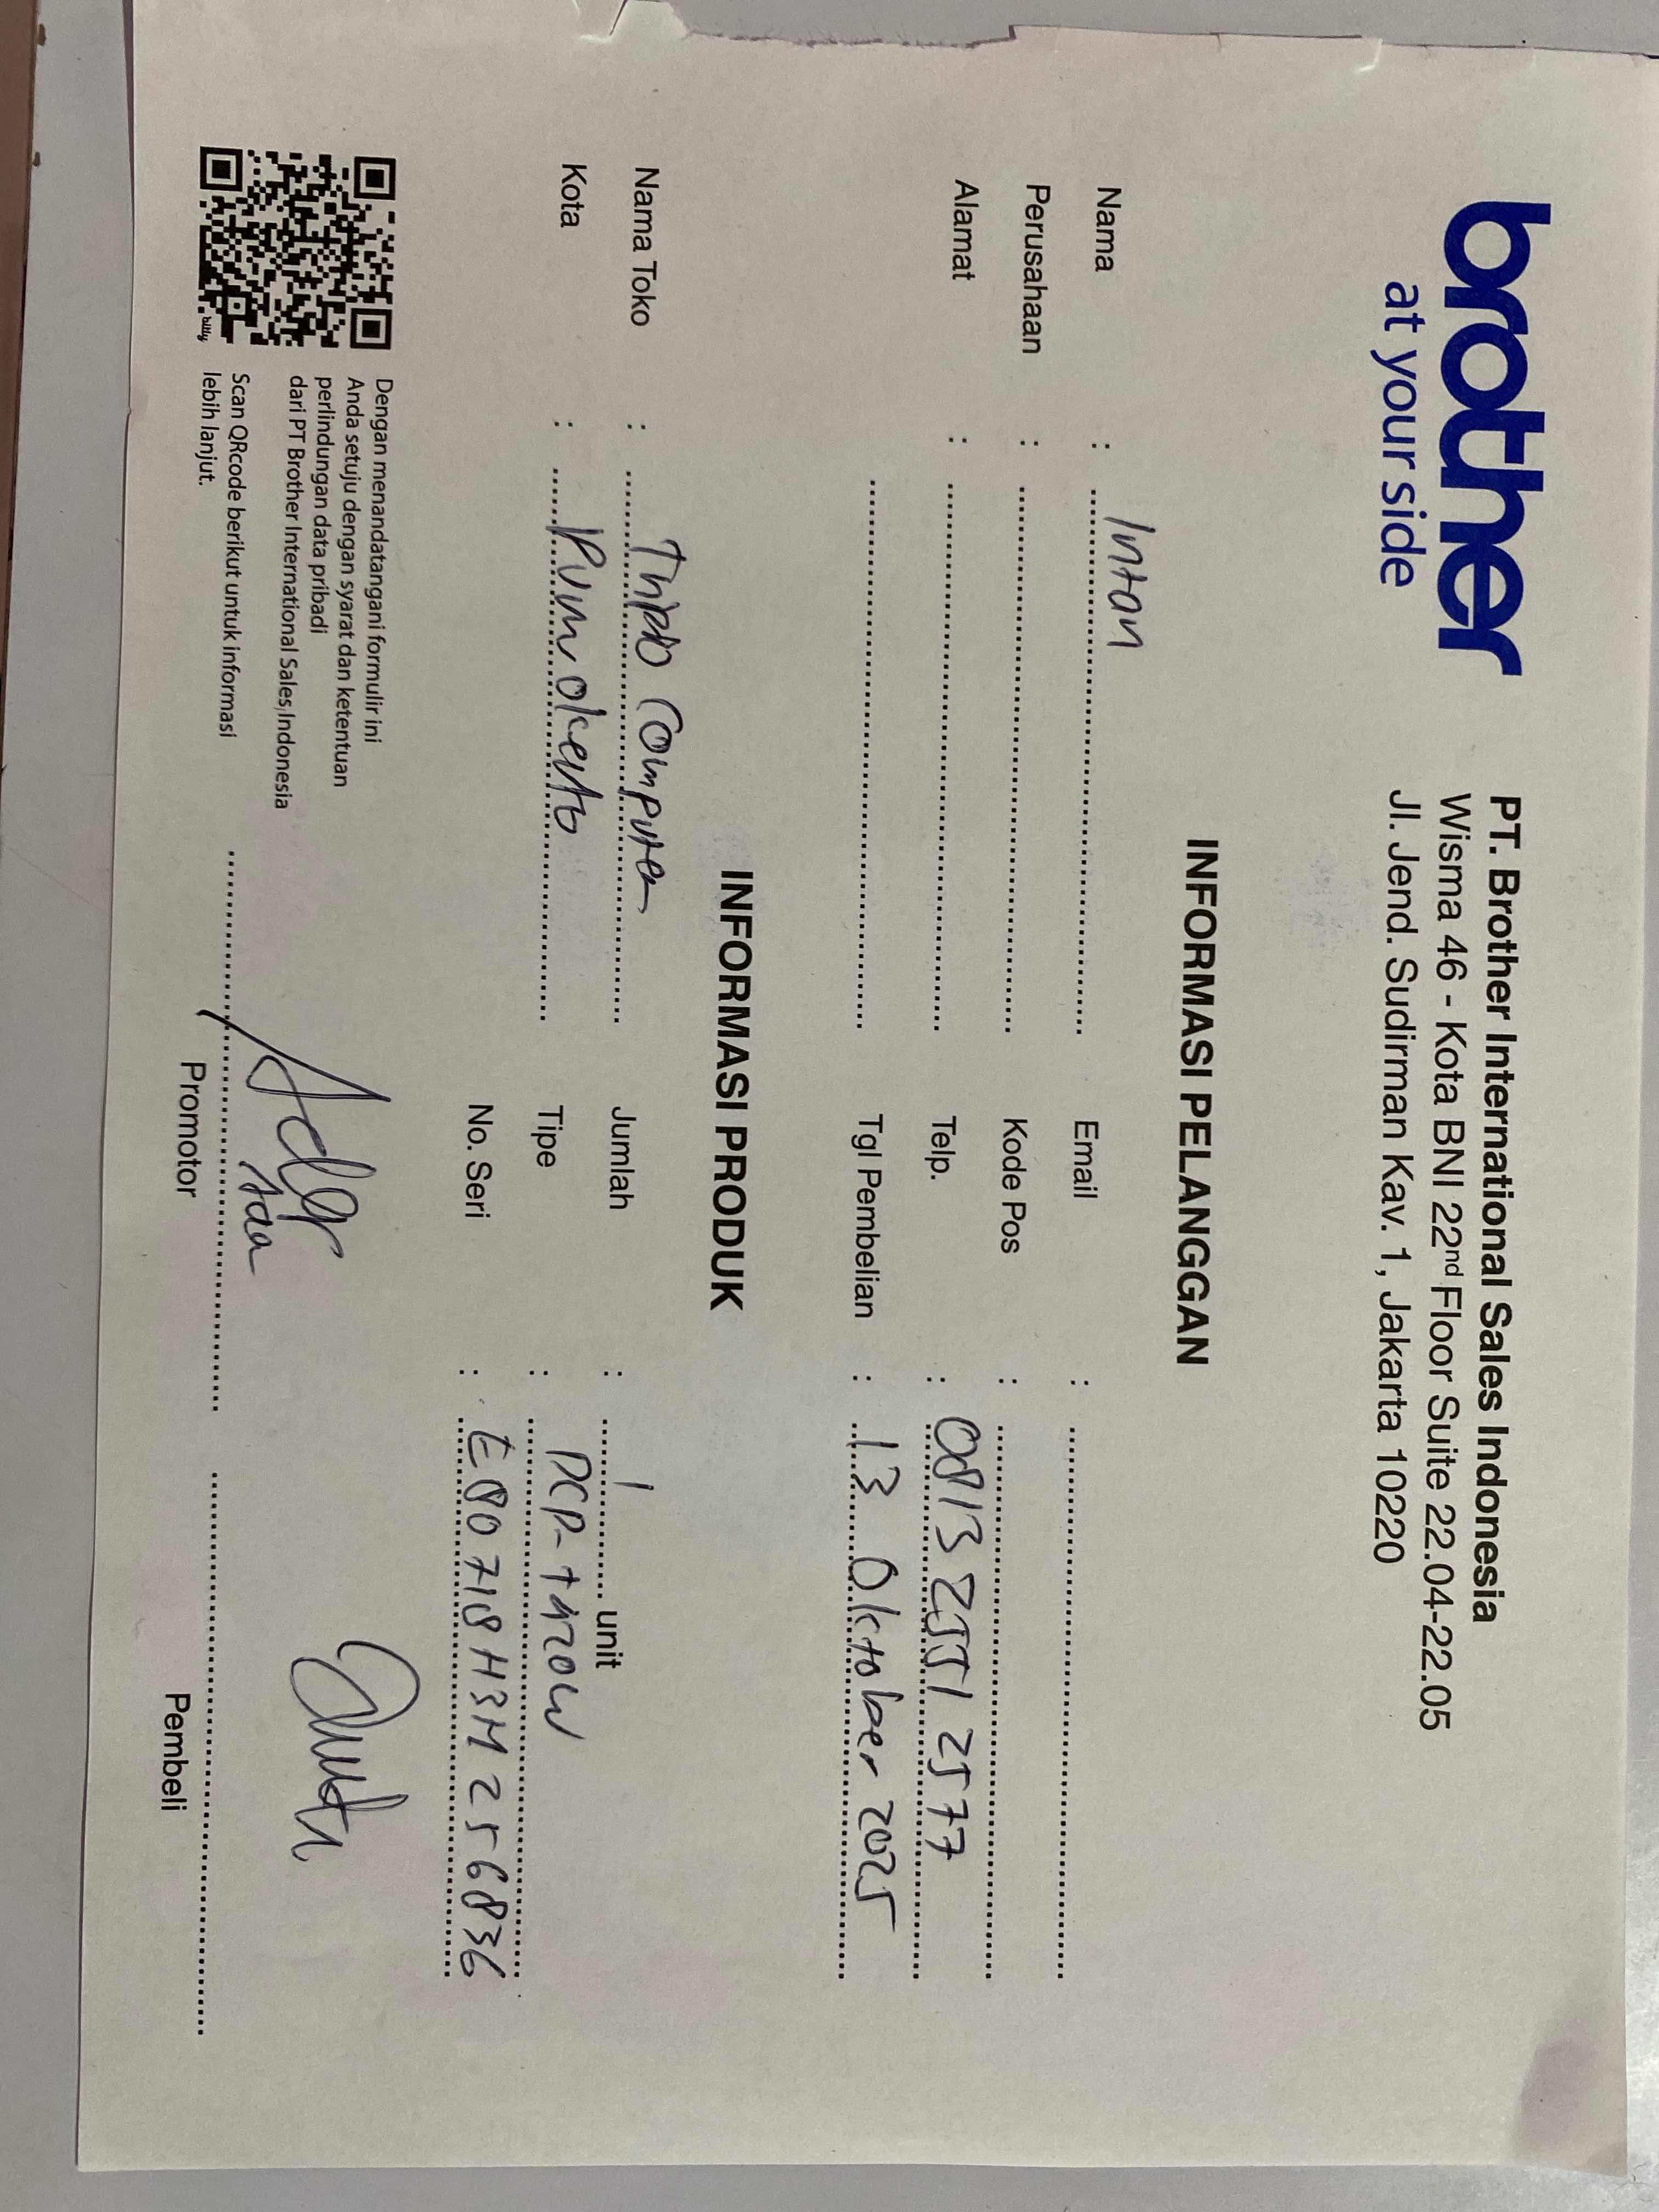 brother
at your side
PT. Brother International Sales Indonesia
Wisma 46 - Kota BNI 22nd Floor Suite 22.04-22.05
Jl. Jend. Sudirman Kav. 1, Jakarta 10220
INFORMASI PELANGGAN
Nama : Intan
Perusahaan :
Alamat :
Email :
Kode Pos :
Telp. : 0813 2551 2577
Tgl Pembelian : 13 Oktober 2025
INFORMASI PRODUK
Nama Toko : Computer
Kota : Purwokerto
Jumlah : 1 unit
Tipe : DCP-T420W
No. Seri : E80718H3M256836
Dengan menandatangani formulir ini
Anda setuju dengan syarat dan ketentuan
perlindungan data pribadi
dari PT Brother International Sales Indonesia
Scan QRcode berikut untuk informasi
lebih lanjut.
billy
Promotor
Pembeli